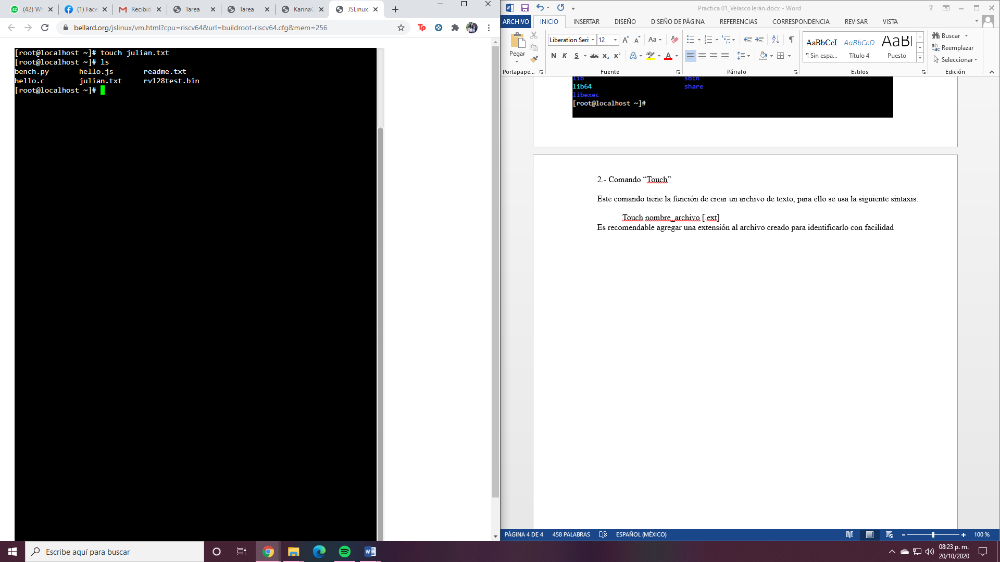 (42) Wh
(1) Face
Recibid
Tarea
Tarea
KarinaG
JSLinux
bellard.org/jslinux/vm.html?cpu=riscv64&url=buildroot-riscv64.cfg&mem=256
[root@localhost ~]# touch julian.txt
[root@localhost ~]# ls
bench.py hello.js readme.txt
hello.c julian.txt rv128test.bin
[root@localhost ~]#
Practica 01_VelascoTerán.docx - Word
ARCHIVO INICIO INSERTAR DISEÑO DISEÑO DE PÁGINA REFERENCIAS CORRESPONDENCIA REVISAR VISTA
Pegar
Liberation Seri 12
Aa
N K S abc x₂ x²
AaBbCcI AaBbCcD AaBl
¶ Sin espa... Título 4 Puesto
Buscar
Reemplazar
Seleccionar
Portapape... Fuente Párrafo Estilos Edición
lib sbin
lib64 share
libexec
[root@localhost ~]#
2.- Comando “Touch”
Este comando tiene la función de crear un archivo de texto, para ello se usa la siguiente sintaxis:
Touch nombre_archivo [.ext]
Es recomendable agregar una extensión al archivo creado para identificarlo con facilidad
PÁGINA 4 DE 4 458 PALABRAS ESPAÑOL (MÉXICO) 100 %
Escribe aquí para buscar
08:23 p. m.
20/10/2020